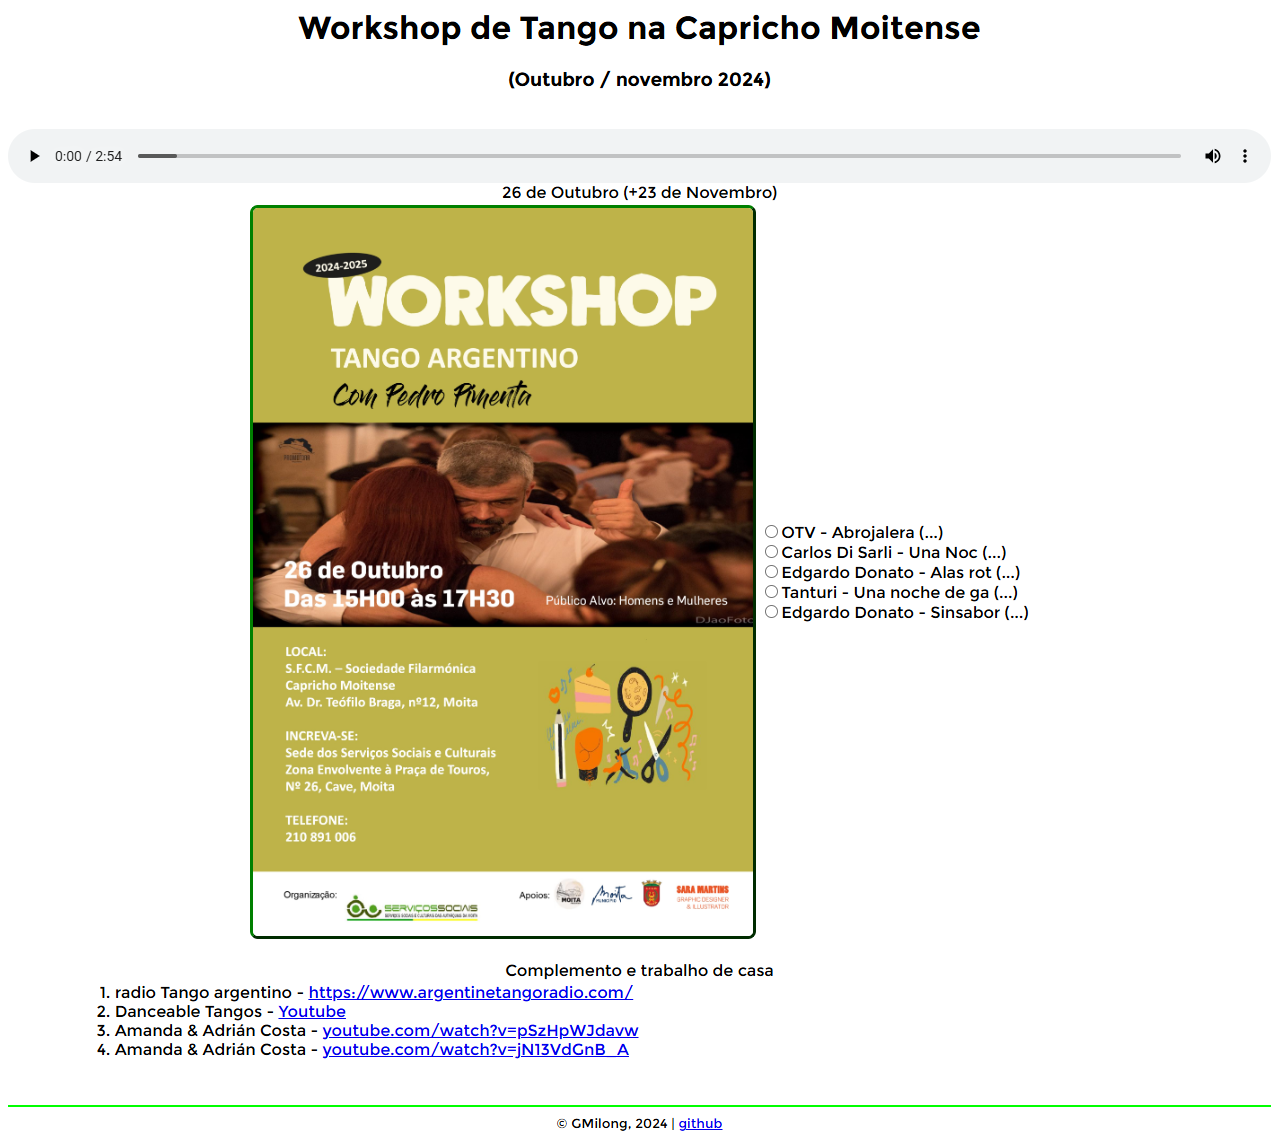 Workshop de Tango na Capricho Moitense
(Outubro / novembro 2024)
0:00 / 2:54
26 de Outubro (+23 de Novembro)
2024-2025
WORKSHOP
TANGO ARGENTINO
Com Pedro Pimenta
26 de Outubro
Das 15H00 às 17H30
Público Alvo: Homens e Mulheres
DJaoFoto
LOCAL:
S.F.C.M. – Sociedade Filarmónica
Capricho Moitense
Av. Dr. Teófilo Braga, nº12, Moita
INCREVA-SE:
Sede dos Serviços Sociais e Culturais
Zona Envolvente à Praça de Touros,
Nº 26, Cave, Moita
TELEFONE:
210 891 006
Organização:
SERVIÇOSSOCIAIS
Apoios:
MOITA
Moita
MUNICÍPIO
SARA MARTINS
GRAPHIC DESIGNER
& ILLUSTRATOR
OTV - Abrojalera (...)
Carlos Di Sarli - Una Noc (...)
Edgardo Donato - Alas rot (...)
Tanturi - Una noche de ga (...)
Edgardo Donato - Sinsabor (...)
Complemento e trabalho de casa
1. radio Tango argentino - https://www.argentinetangoradio.com/
2. Danceable Tangos - Youtube
3. Amanda & Adrián Costa - youtube.com/watch?v=pSzHpWJdavw
4. Amanda & Adrián Costa - youtube.com/watch?v=jN13VdGnB_A
© GMilong, 2024 | github